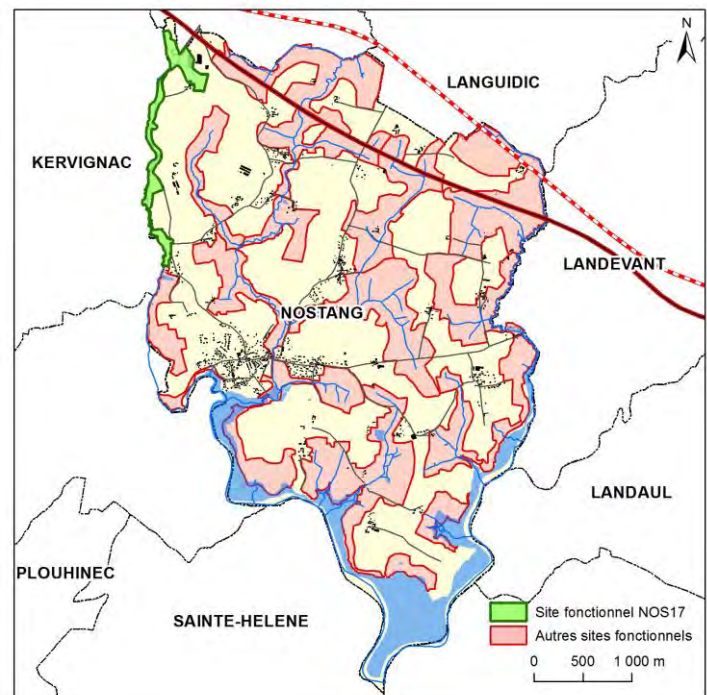 N
LANGUIDIC
KERVIGNAC
LANDEVANT
NOSTANG
LANDAUL
PLOUHINEC
SAINTE-HELENE
Site fonctionnel NOS17
Autres sites fonctionnels
0 500 1 000 m